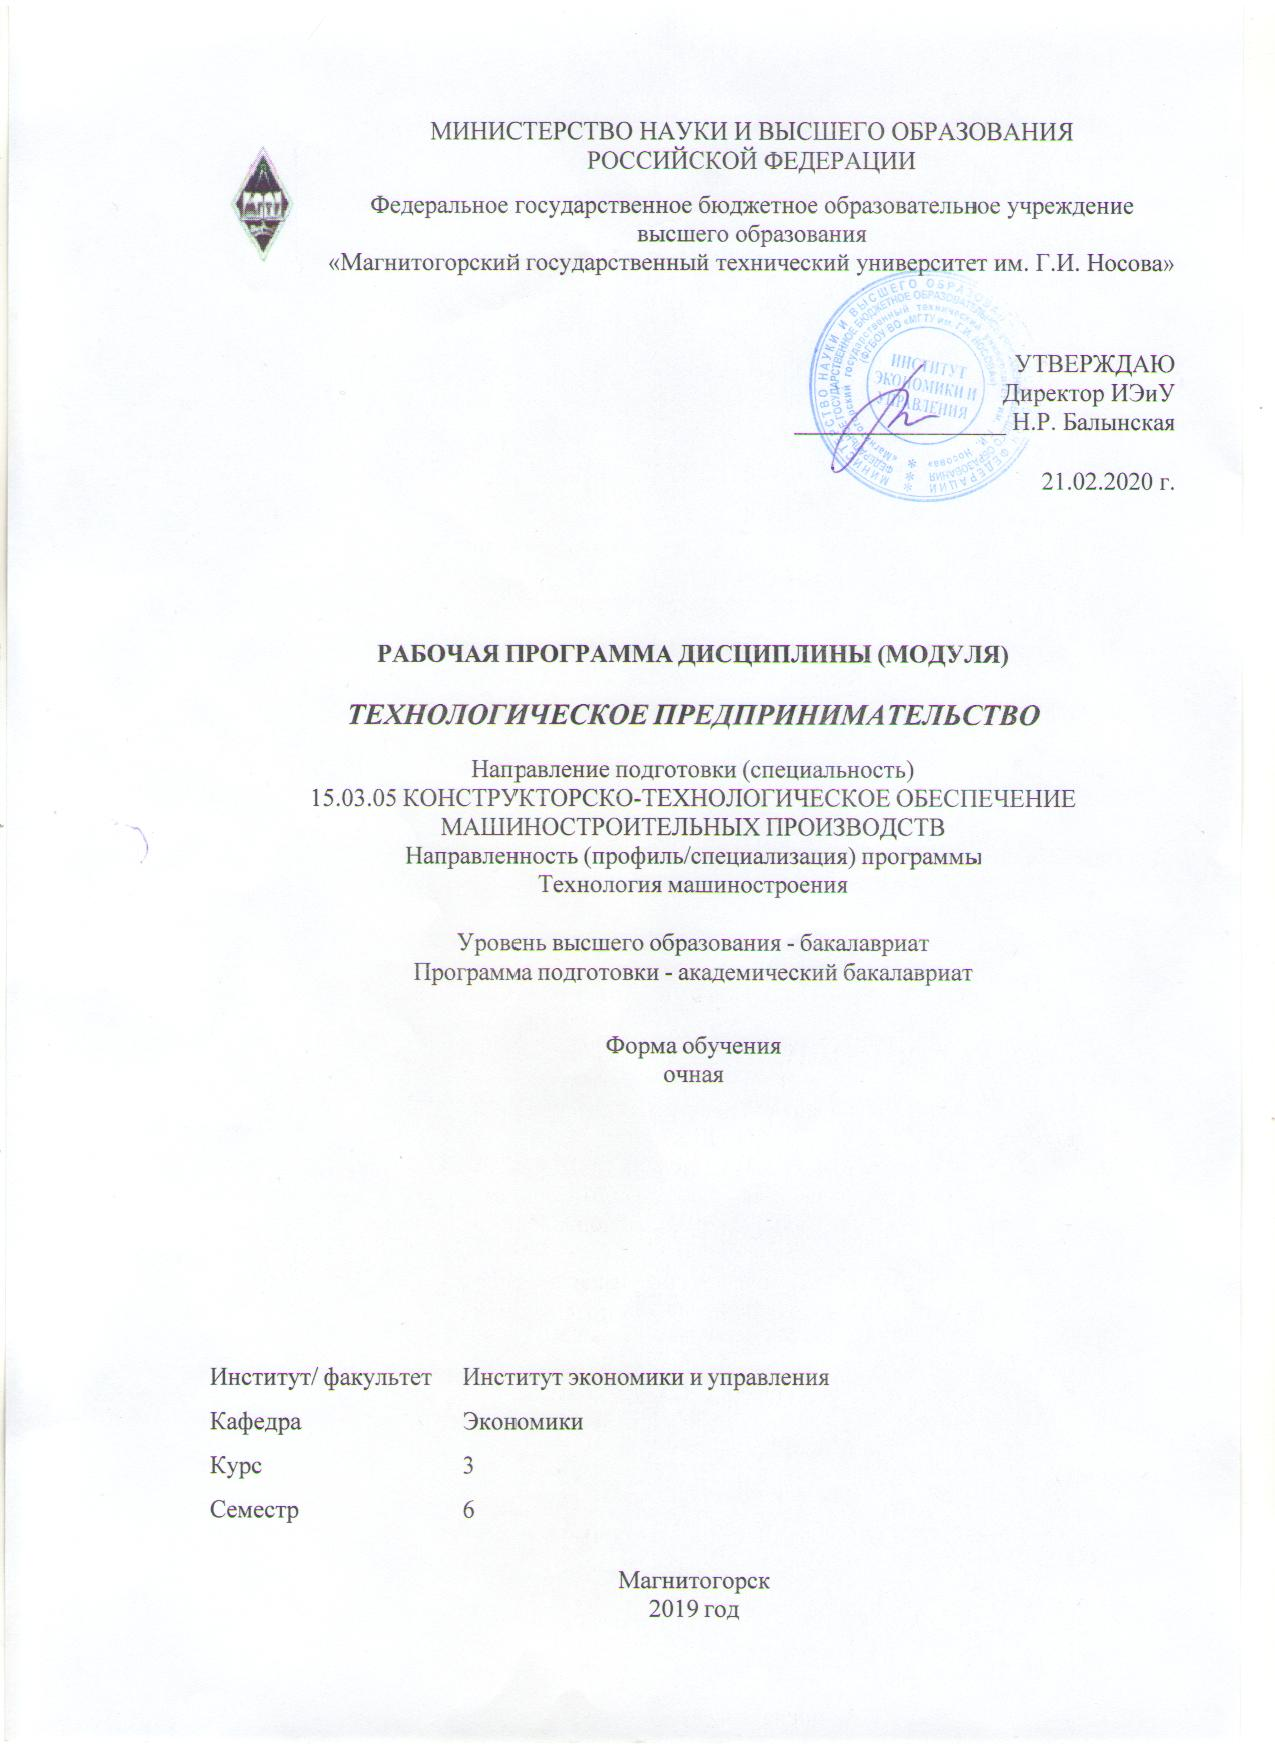 МИНИСТЕРСТВО НАУКИ И ВЫСШЕГО ОБРАЗОВАНИЯ
РОССИЙСКОЙ ФЕДЕРАЦИИ
Федеральное государственное бюджетное образовательное учреждение
высшего образования
«Магнитогорский государственный технический университет им. Г.И. Носова»
ИНСТИТУТ
ЭКОНОМИКИ И
УПРАВЛЕНИЯ
УТВЕРЖДАЮ
Директор ИЭиУ
Н.Р. Балынская
21.02.2020 г.
РАБОЧАЯ ПРОГРАММА ДИСЦИПЛИНЫ (МОДУЛЯ)
ТЕХНОЛОГИЧЕСКОЕ ПРЕДПРИНИМАТЕЛЬСТВО
Направление подготовки (специальность)
15.03.05 КОНСТРУКТОРСКО-ТЕХНОЛОГИЧЕСКОЕ ОБЕСПЕЧЕНИЕ
МАШИНОСТРОИТЕЛЬНЫХ ПРОИЗВОДСТВ
Направленность (профиль/специализация) программы
Технология машиностроения
Уровень высшего образования - бакалавриат
Программа подготовки - академический бакалавриат
Форма обучения
очная
Институт/ факультет Институт экономики и управления
Кафедра Экономики
Курс 3
Семестр 6
Магнитогорск
2019 год